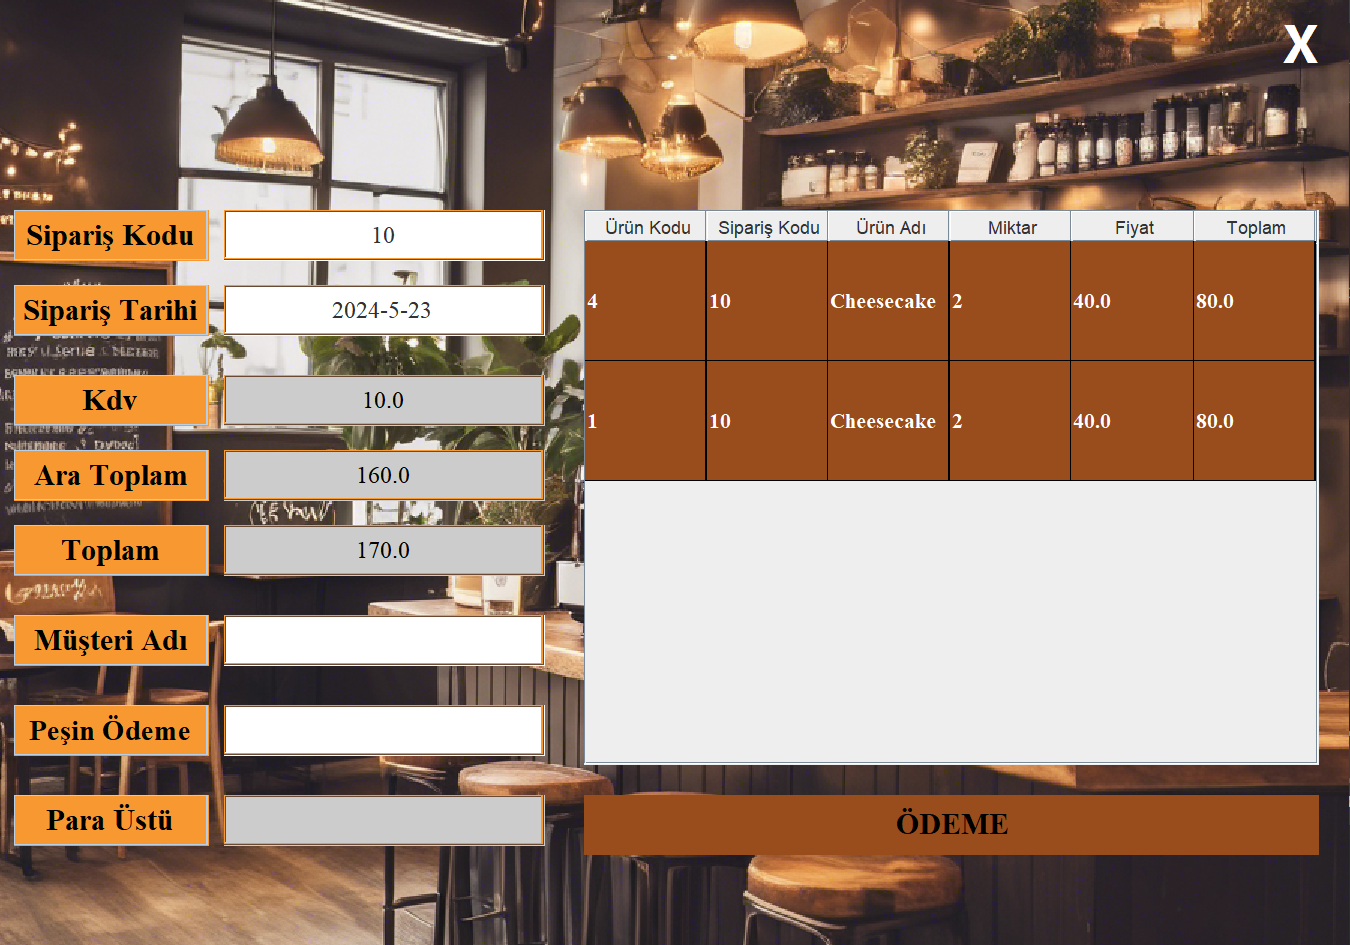 X
Sipariş Kodu 10
Sipariş Tarihi 2024-5-23
Kdv 10.0
Ara Toplam 160.0
Toplam 170.0
Müşteri Adı
Peşin Ödeme
Para Üstü
Ürün Kodu Sipariş Kodu Ürün Adı Miktar Fiyat Toplam
4 10 Cheesecake 2 40.0 80.0
1 10 Cheesecake 2 40.0 80.0
ÖDEME